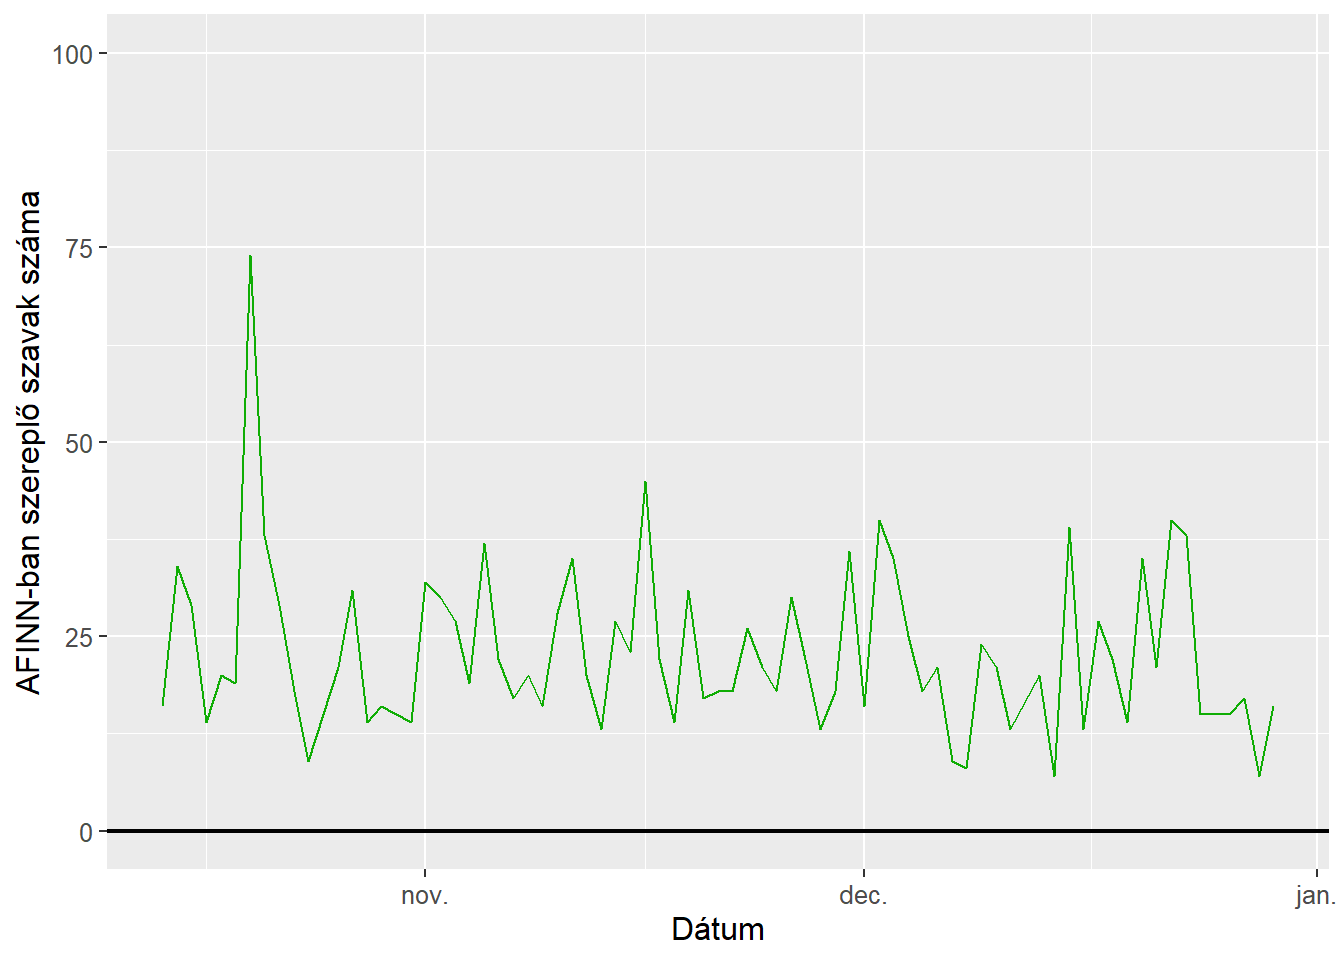 100
75
50
25
0
AFINN-ban szereplő szavak száma
nov.
dec.
jan.
Dátum